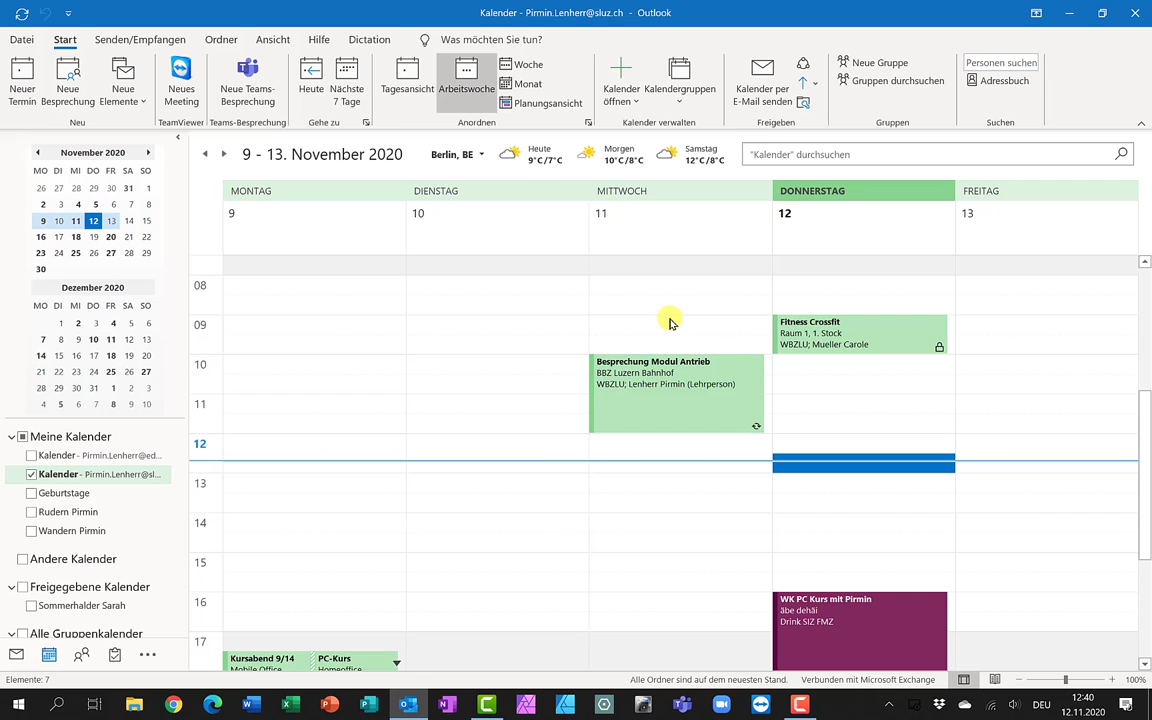 Kalender - Pirmin.Lenherr@sluz.ch - Outlook
Datei Start Senden/Empfangen Ordner Ansicht Hilfe Dictation Was möchten Sie tun?
Neuer Termin
Neue Besprechung
Neue Elemente
Neues Meeting
Neue Teams-Besprechung
Heute
Nächste 7 Tage
Tagesansicht
Arbeitswoche
Woche
Monat
Planungsansicht
Kalender öffnen
Kalendergruppen
Kalender per E-Mail senden
Neue Gruppe
Gruppen durchsuchen
Personen suchen
Adressbuch
Neu TeamViewer Teams-Besprechung Gehe zu Anordnen Kalender verwalten Freigeben Gruppen Suchen
November 2020
MO DI MI DO FR SA SO
26 27 28 29 30 31 1
2 3 4 5 6 7 8
9 10 11 12 13 14 15
16 17 18 19 20 21 22
23 24 25 26 27 28 29
30
Dezember 2020
MO DI MI DO FR SA SO
1 2 3 4 5 6
7 8 9 10 11 12 13
14 15 16 17 18 19 20
21 22 23 24 25 26 27
28 29 30 31 1 2 3
4 5 6 7 8 9 10
Meine Kalender
Kalender - Pirmin.Lenherr@ed...
Kalender - Pirmin.Lenherr@sl...
Geburtstage
Rudern Pirmin
Wandern Pirmin
Andere Kalender
Freigegebene Kalender
Sommerhalder Sarah
Alle Gruppenkalender
9 - 13. November 2020
Berlin, BE
Heute
9°C/7°C
Morgen
10°C/8°C
Samstag
12°C/8°C
"Kalender" durchsuchen
MONTAG DIENSTAG MITTWOCH DONNERSTAG FREITAG
9 10 11 12 13
08
09
10
11
12
13
14
15
16
17
Fitness Crossfit
Raum 1, 1. Stock
WBZLU; Mueller Carole
Besprechung Modul Antrieb
BBZ Luzern Bahnhof
WBZLU; Lenherr Pirmin (Lehrperson)
WK PC Kurs mit Pirmin
äbe dehäi
Drink SIZ FMZ
Kursabend 9/14
Mobile Office
PC-Kurs
Homeoffice
Elemente: 7
Alle Ordner sind auf dem neuesten Stand. Verbunden mit Microsoft Exchange
100%
DEU
12:40
12.11.2020